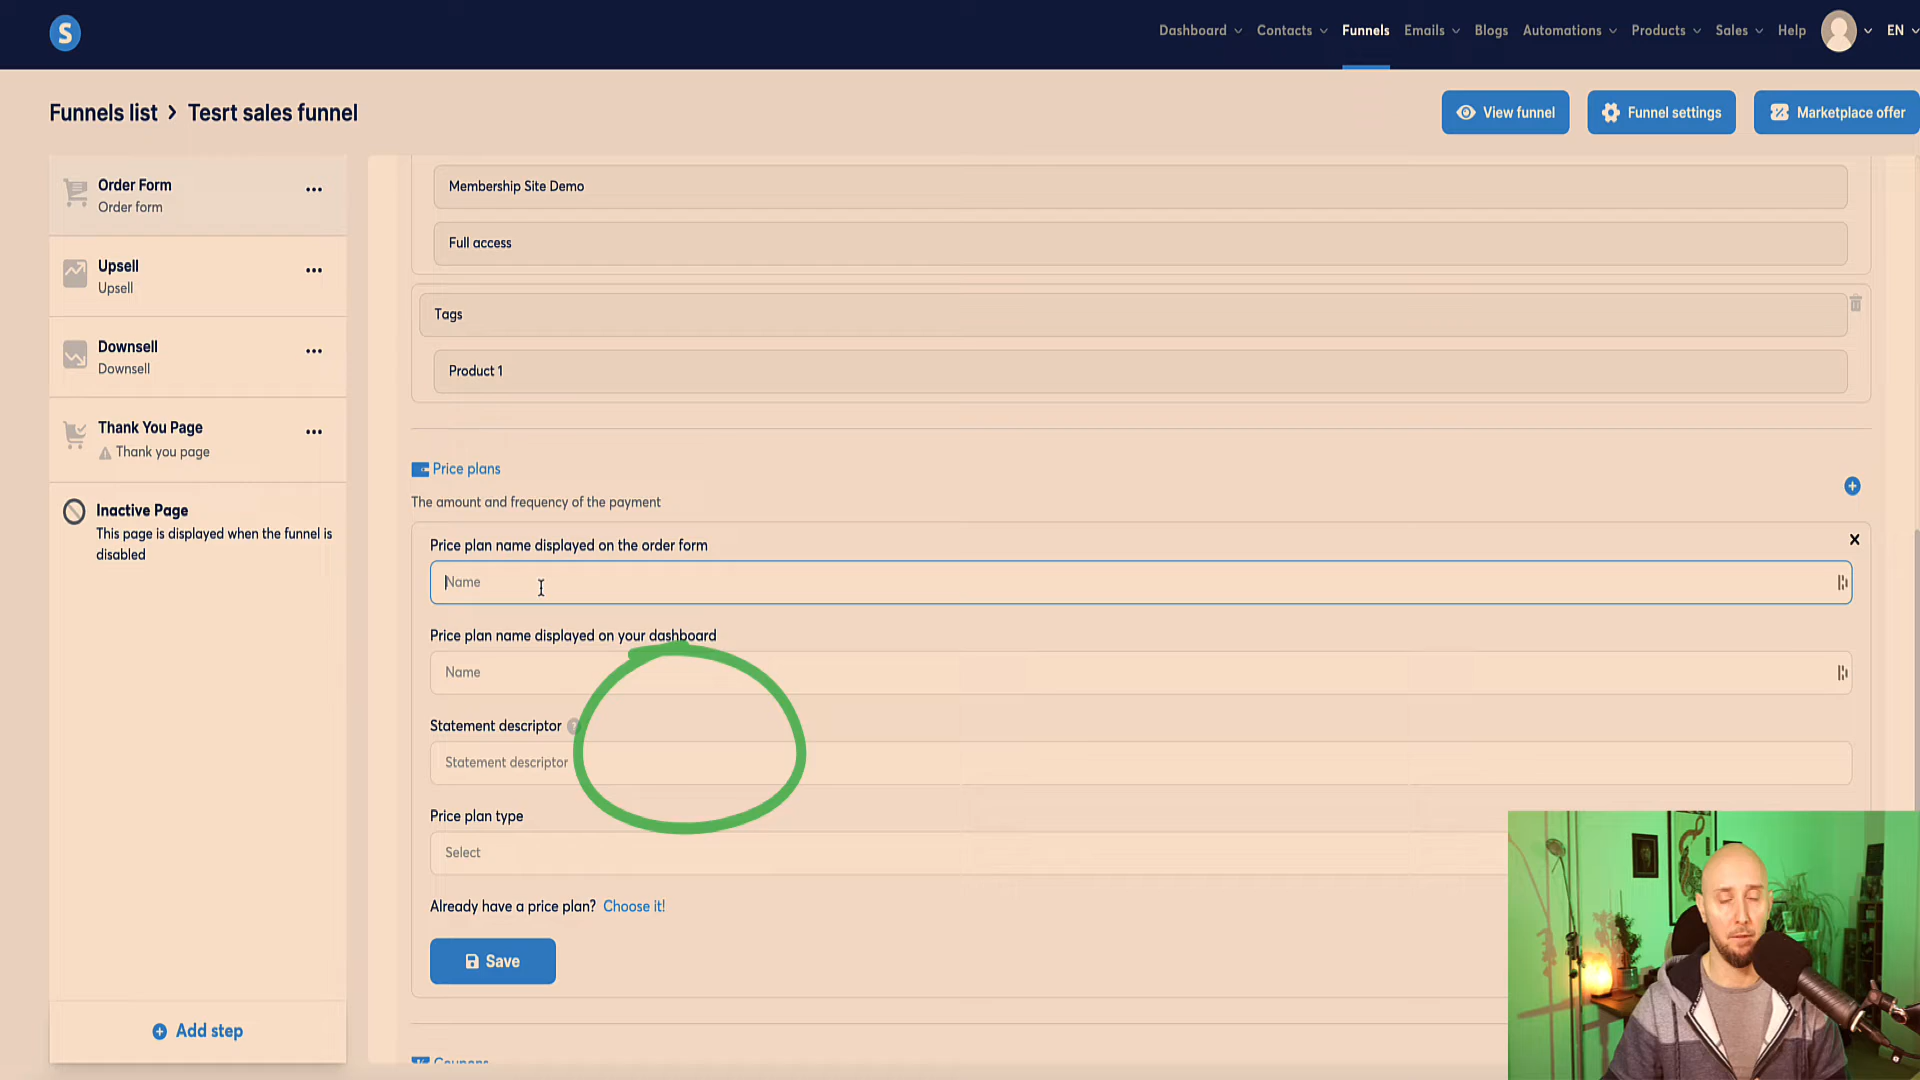 S
Dashboard
Contacts
Funnels
Emails
Blogs
Automations
Products
Sales
Help
EN
Funnels list > Tesrt sales funnel
View funnel
Funnel settings
Marketplace offer
Order Form
Order form
Upsell
Upsell
Downsell
Downsell
Thank You Page
Thank you page
Inactive Page
This page is displayed when the funnel is
disabled
Add step
Membership Site Demo
Full access
Tags
Product 1
Price plans
The amount and frequency of the payment
Price plan name displayed on the order form
Name
Price plan name displayed on your dashboard
Name
Statement descriptor
Statement descriptor
Price plan type
Select
Already have a price plan? Choose it!
Save
Coupons